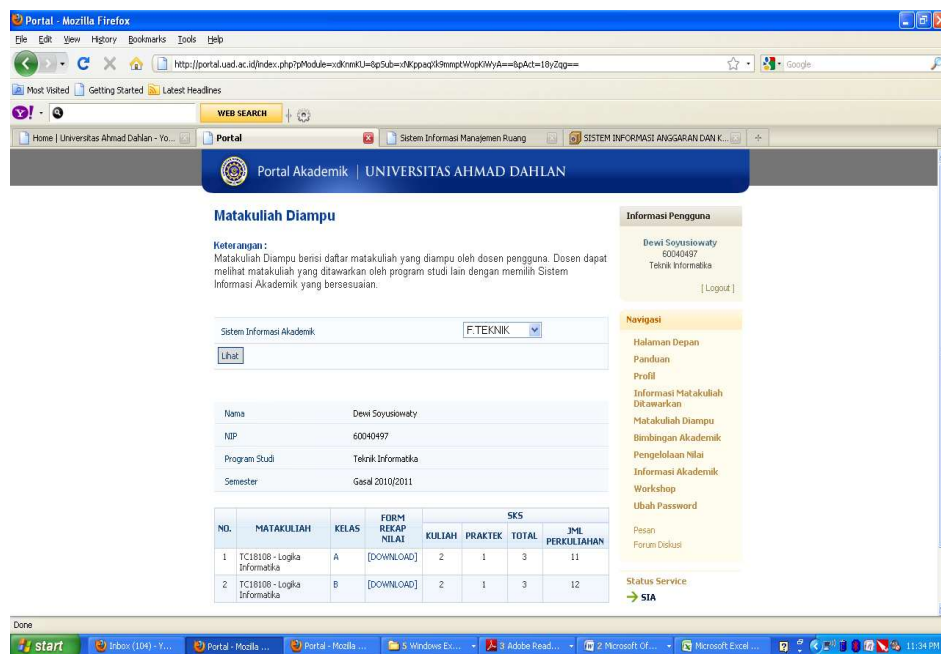 Portal - Mozilla Firefox
File Edit View History Bookmarks Tools Help
http://portal.uad.ac.id/index.php?pModule=xdKnmKU=&pSub=xNKppaqXk9mmptWopKiWyA==&pAct=18yZqg==
Google
Most Visited Getting Started Latest Headlines
WEB SEARCH
Home | Universitas Ahmad Dahlan - Yo... Portal Sistem Informasi Manajemen Ruang SISTEM INFORMASI ANGGARAN DAN K...
Portal Akademik | UNIVERSITAS AHMAD DAHLAN
Matakuliah Diampu
Keterangan :
Matakuliah Diampu berisi daftar matakuliah yang diampu oleh dosen pengguna. Dosen dapat
melihat matakuliah yang ditawarkan oleh program studi lain dengan memilih Sistem
Informasi Akademik yang bersesuaian.
Sistem Informasi Akademik F.TEKNIK
Lihat
Nama Dewi Soyusiowaty
NIP 60040497
Program Studi Teknik Informatika
Semester Gasal 2010/2011
NO. MATAKULIAH KELAS FORM REKAP NILAI SKS
KULIAH PRAKTEK TOTAL JML PERKULIAHAN
1 TC18108 - Logika Informatika A [DOWNLOAD] 2 1 3 11
2 TC18108 - Logika Informatika B [DOWNLOAD] 2 1 3 12
Informasi Pengguna
Dewi Soyusiowaty
60040497
Teknik Informatika
[ Logout ]
Navigasi
Halaman Depan
Panduan
Profil
Informasi Matakuliah
Ditawarkan
Matakuliah Diampu
Bimbingan Akademik
Pengelolaan Nilai
Informasi Akademik
Workshop
Ubah Password
Pesan
Forum Diskusi
Status Service
SIA
Done
start Inbox (104) - Y... Portal - Mozilla ... Portal - Mozilla ... 5 Windows Ex... 3 Adobe Read... 2 Microsoft Of... Microsoft Excel ... 11:34 PM